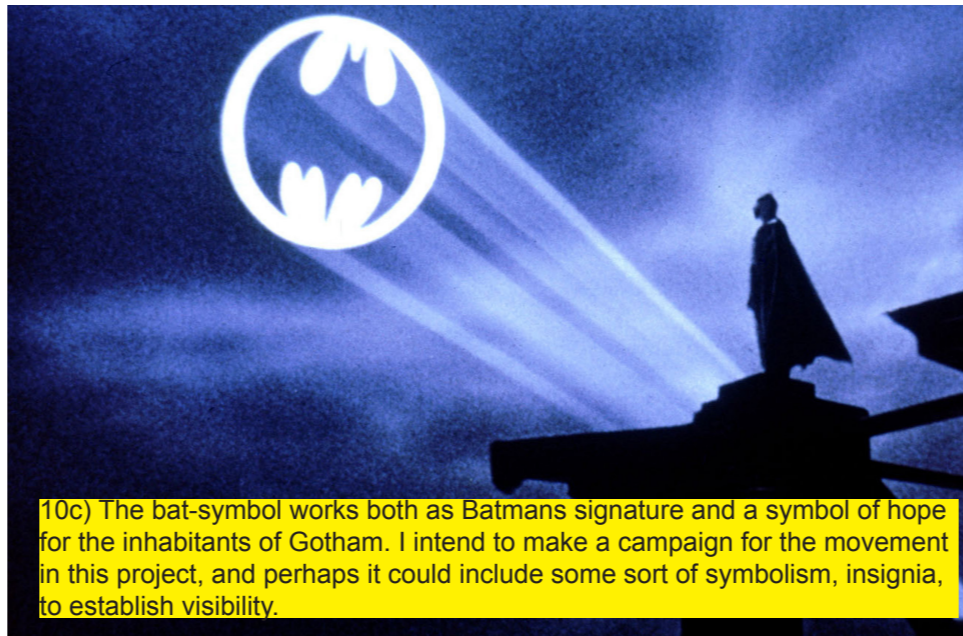 10c) The bat-symbol works both as Batmans signature and a symbol of hope
for the inhabitants of Gotham. I intend to make a campaign for the movement
in this project, and perhaps it could include some sort of symbolism, insignia,
to establish visibility.